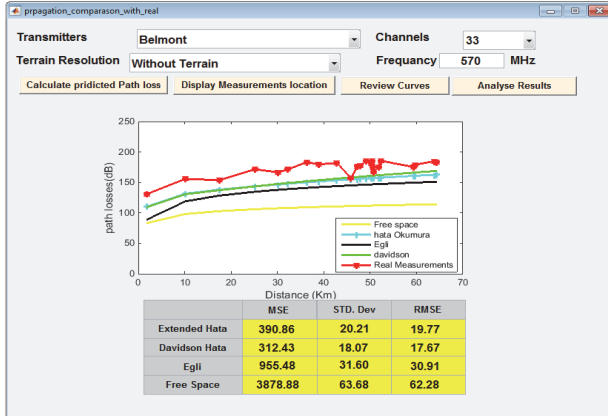 prpagation_comparason_with_real
Transmitters Belmont Channels 33
Terrain Resolution Without Terrain Frequancy 570 MHz
Calculate pridicted Path loss Display Measurements location Review Curves Analyse Results
250
200
150
100
50
0
path losses(dB)
0 10 20 30 40 50 60 70
Distance (Km)
Free space
hata Okumura
Egli
davidson
Real Measurements
MSE STD. Dev RMSE
Extended Hata 390.86 20.21 19.77
Davidson Hata 312.43 18.07 17.67
Egli 955.48 31.60 30.91
Free Space 3878.88 63.68 62.28